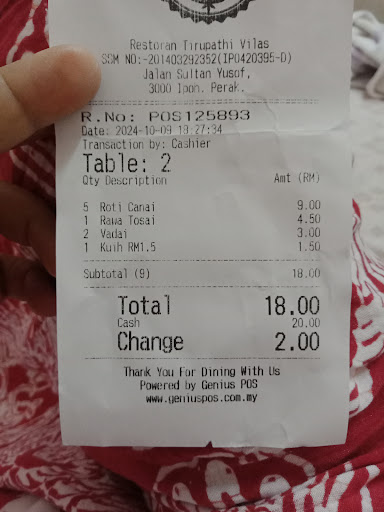 Restoran Tirupathi Vilas
SSM NO:-201403292352(IP0420395-D)
Jalan Sultan Yusof,
3000 Ipoh. Perak.
R.No: POS125893
Date: 2024-10-09 18:27:34
Transaction by: Cashier
Table: 2
Qty Description Amt (RM)
5 Roti Canai 9.00
1 Rawa Tosai 4.50
2 Vadai 3.00
1 Kuih RM1.5 1.50
Subtotal (9) 18.00
Total 18.00
Cash 20.00
Change 2.00
Thank You For Dining With Us
Powered by Genius POS
www.geniuspos.com.my